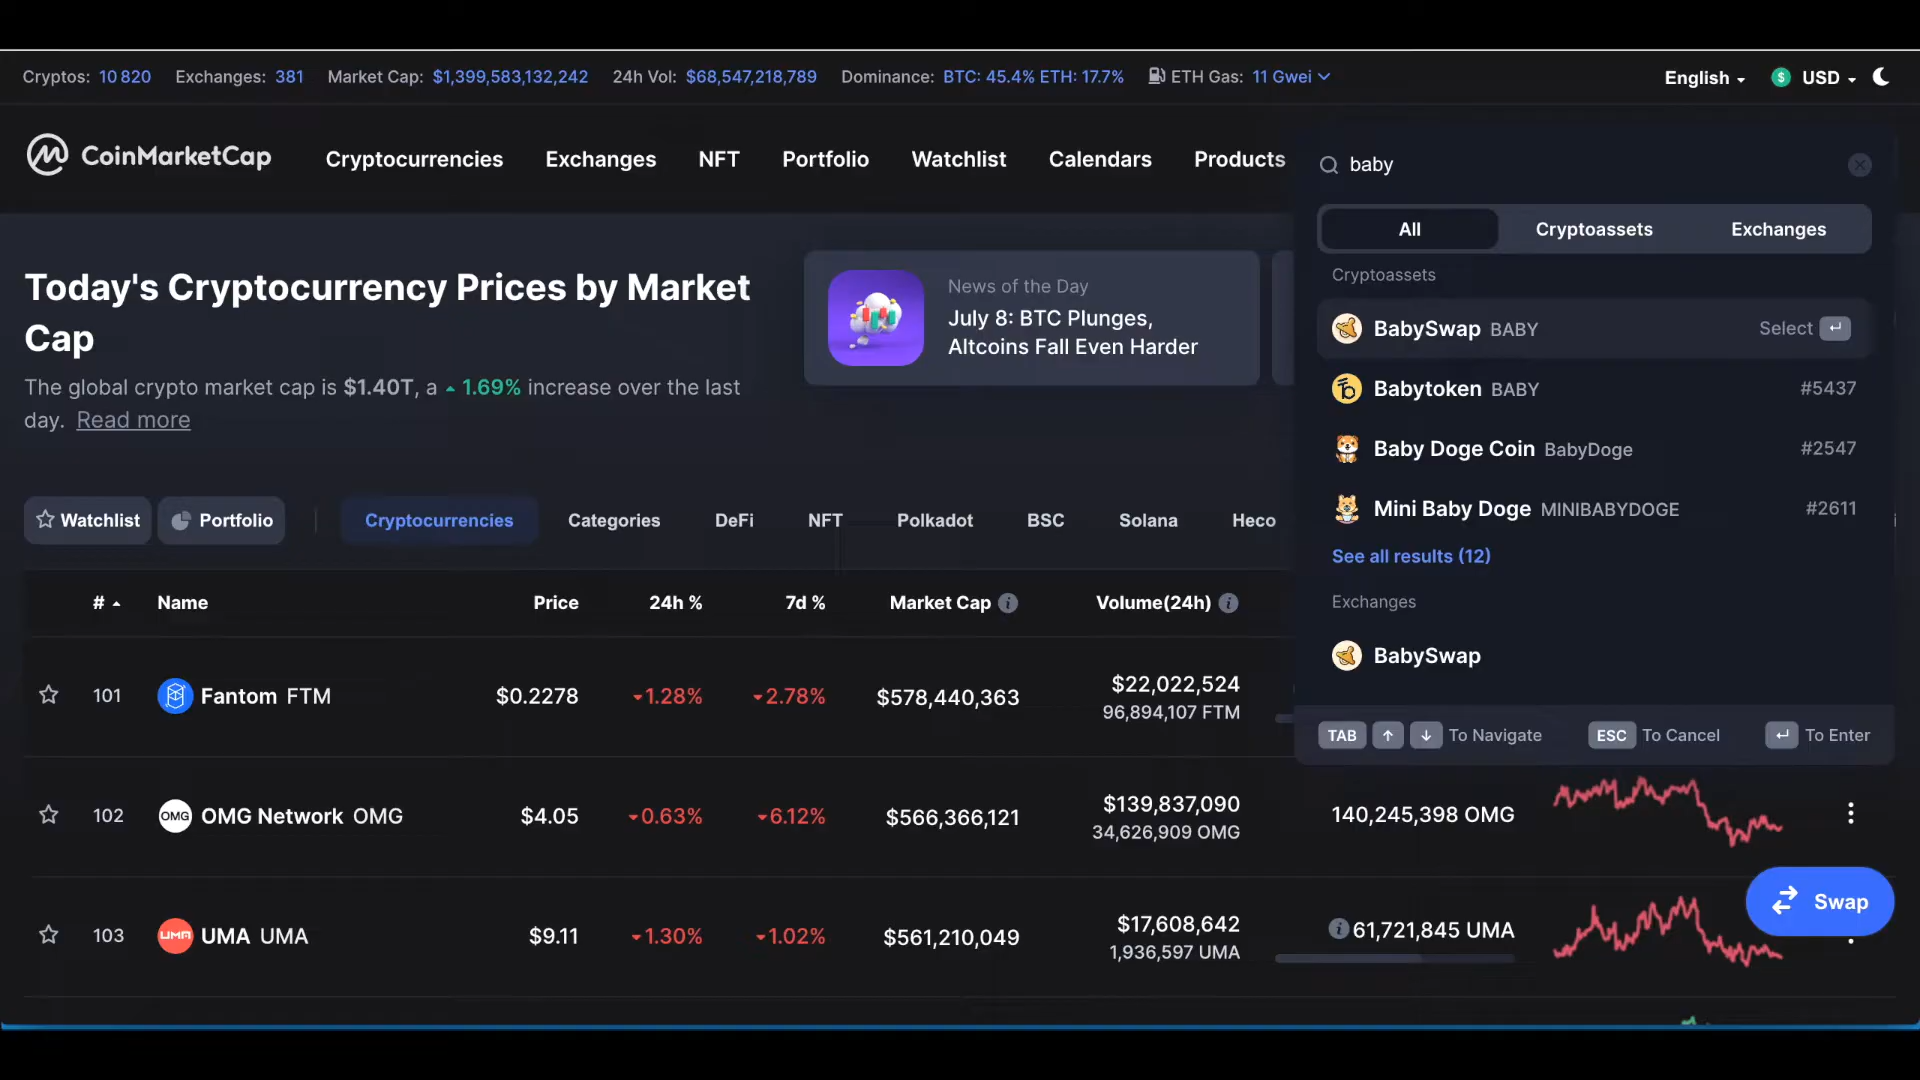 Cryptos: 10 820 Exchanges: 381 Market Cap: $1,399,583,132,242 24h Vol: $68,547,218,789 Dominance: BTC: 45.4% ETH: 17.7% ETH Gas: 11 Gwei English USD
CoinMarketCap Cryptocurrencies Exchanges NFT Portfolio Watchlist Calendars Products
baby
All Cryptoassets Exchanges
Cryptoassets
BabySwap BABY Select
Babytoken BABY #5437
Baby Doge Coin BabyDoge #2547
Mini Baby Doge MINIBABYDOGE #2611
See all results (12)
Exchanges
BabySwap
TAB ↑ ↓ To Navigate ESC To Cancel ↵ To Enter
Today's Cryptocurrency Prices by Market
Cap
The global crypto market cap is $1.40T, a 1.69% increase over the last
day. Read more
News of the Day
July 8: BTC Plunges,
Altcoins Fall Even Harder
Watchlist Portfolio Cryptocurrencies Categories DeFi NFT Polkadot BSC Solana Heco
# Name Price 24h % 7d % Market Cap Volume(24h)
101 Fantom FTM $0.2278 1.28% 2.78% $578,440,363 $22,022,524
96,894,107 FTM
102 OMG OMG Network OMG $4.05 0.63% 6.12% $566,366,121 $139,837,090 140,245,398 OMG
34,626,909 OMG
103 UMA UMA UMA $9.11 1.30% 1.02% $561,210,049 $17,608,642 61,721,845 UMA
1,936,597 UMA
Swap